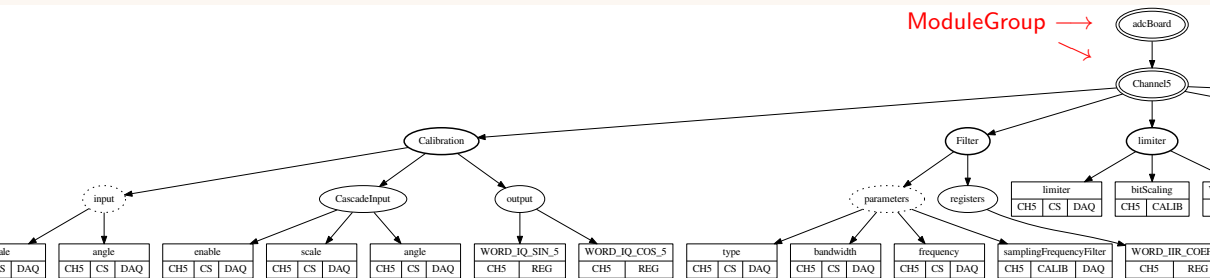 ModuleGroup
adcBoard
Channel5
Calibration
Filter
limiter
input
CascadeInput
output
parameters
registers
limiter
CH5 CS DAQ
bitScaling
CH5 CALIB
angle
CH5 CS DAQ
enable
CH5 CS DAQ
scale
CH5 CS DAQ
angle
CH5 CS DAQ
WORD_IQ_SIN_5
CH5 REG
WORD_IQ_COS_5
CH5 REG
type
CH5 CS DAQ
bandwidth
CH5 CS DAQ
frequency
CH5 CS DAQ
samplingFrequencyFilter
CH5 CALIB DAQ
CH5 REG
DAQ